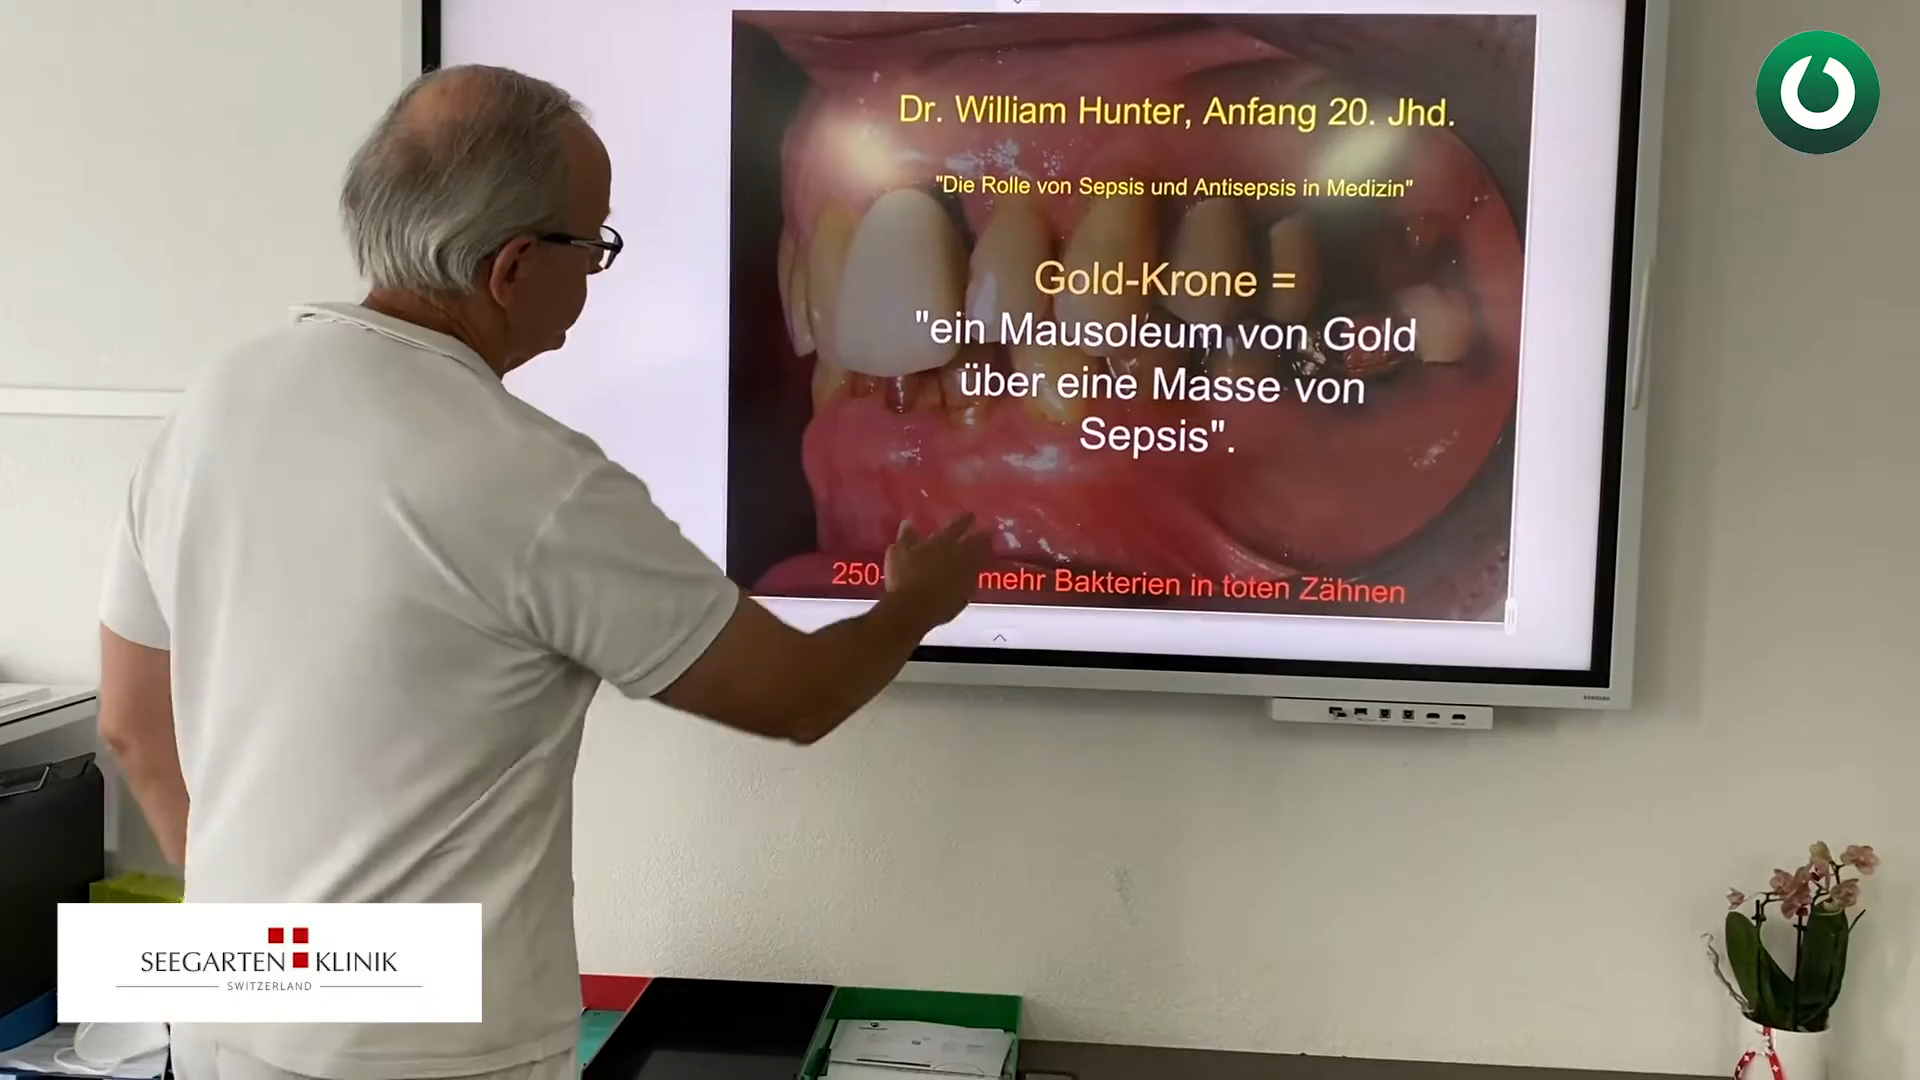 Dr. William Hunter, Anfang 20. Jhd.
"Die Rolle von Sepsis und Antisepsis in Medizin"
Gold-Krone =
"ein Mausoleum von Gold
über eine Masse von
Sepsis".
250- mehr Bakterien in toten Zähnen
SAMSUNG
SEEGARTEN KLINIK
SWITZERLAND